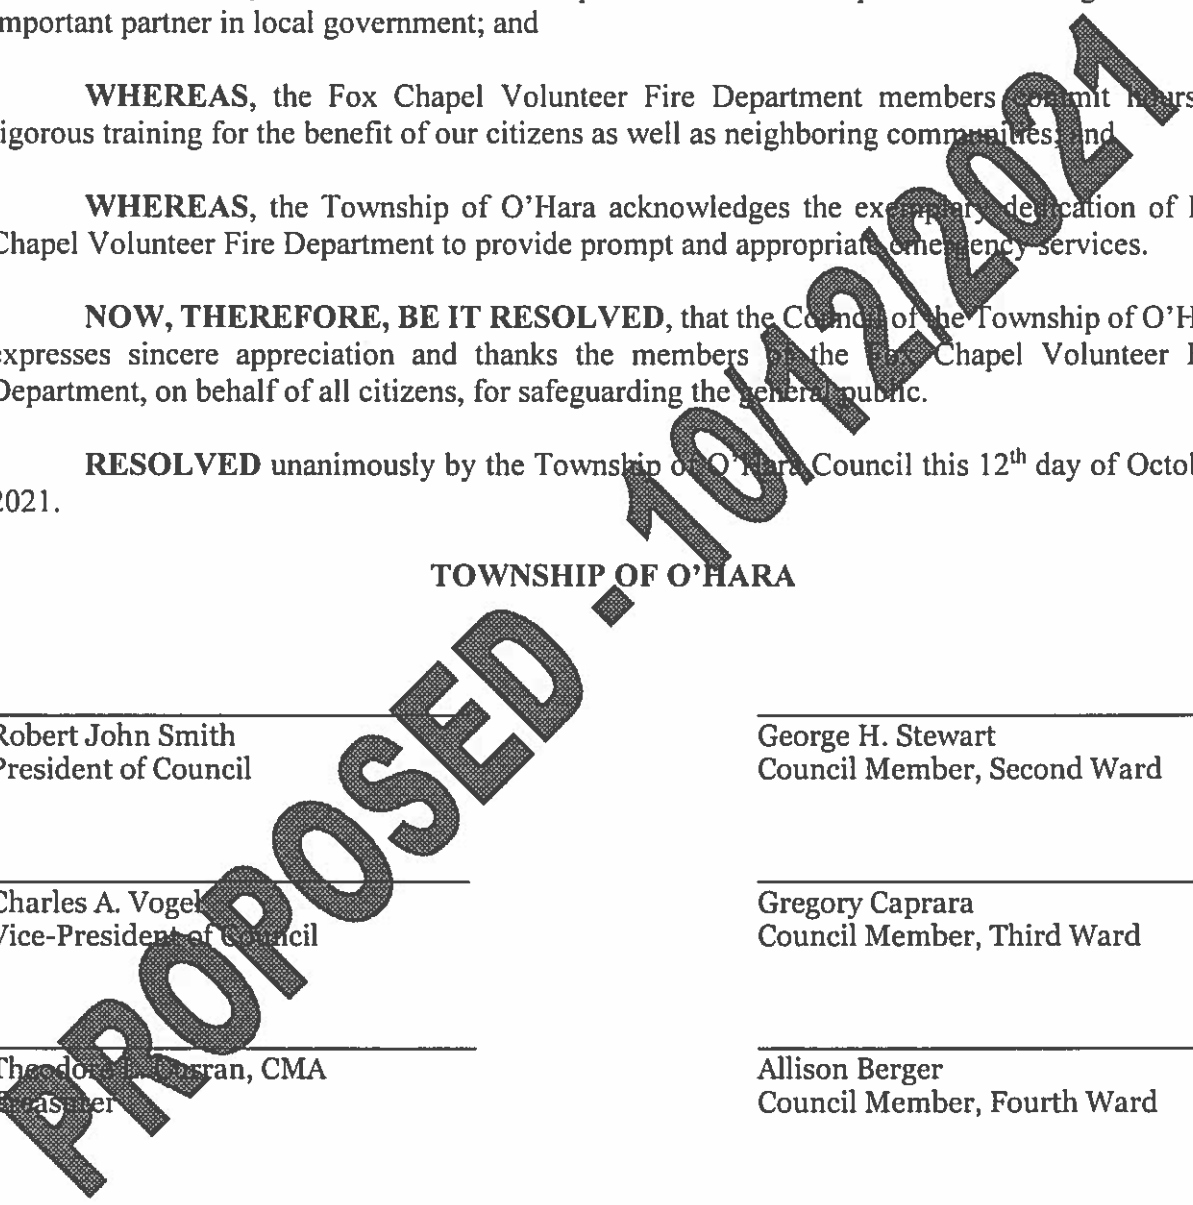 important partner in local government; and
WHEREAS, the Fox Chapel Volunteer Fire Department members commit hours
rigorous training for the benefit of our citizens as well as neighboring communities; and
WHEREAS, the Township of O'Hara acknowledges the exemplary dedication of
Chapel Volunteer Fire Department to provide prompt and appropriate emergency services.
NOW, THEREFORE, BE IT RESOLVED, that the Council of the Township of O'H
expresses sincere appreciation and thanks the members of the Fox Chapel Volunteer
Department, on behalf of all citizens, for safeguarding the general public.
RESOLVED unanimously by the Township of O'Hara Council this 12th day of Octob
2021.
TOWNSHIP OF O'HARA
Robert John Smith
President of Council
George H. Stewart
Council Member, Second Ward
Charles A. Vogel
Vice-President of Council
Gregory Caprara
Council Member, Third Ward
Theodore CMA
Treasurer
Allison Berger
Council Member, Fourth Ward
PROPOSED - 10/12/2021